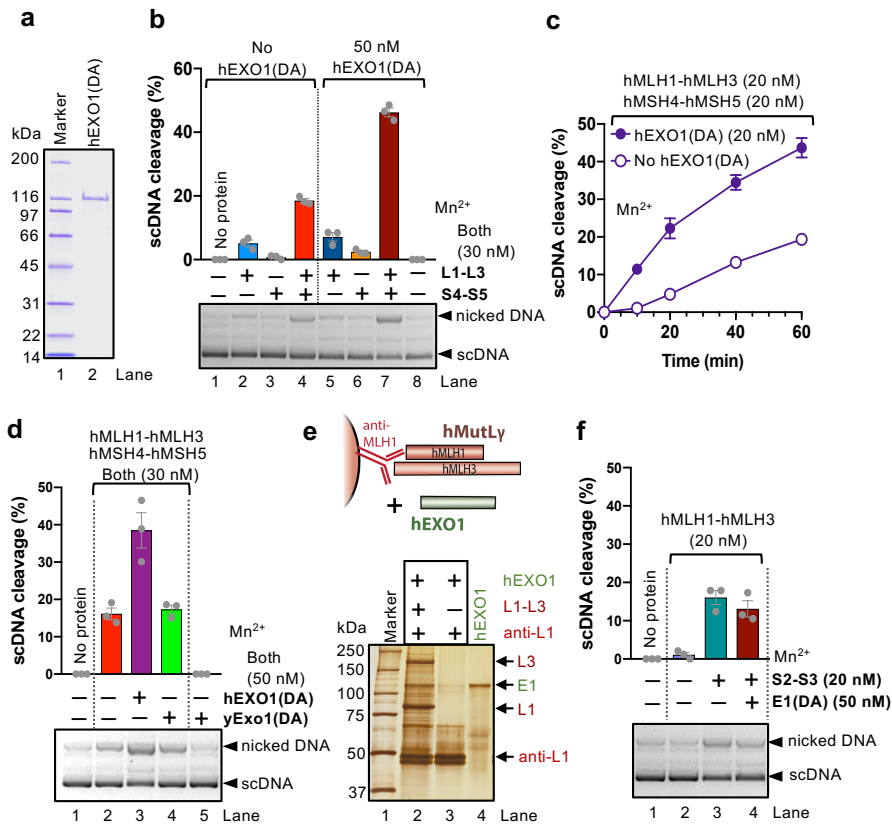 a
kDa
Marker
hEXO1(DA)
200
116
97
66
45
31
22
14
1 2 Lane
b
No hEXO1(DA)
50 nM hEXO1(DA)
scDNA cleavage (%)
60
40
20
0
No protein
Mn2+
Both (30 nM)
— + — + + — + — L1-L3
— — + + — + + — S4-S5
nicked DNA
scDNA
1 2 3 4 5 6 7 8 Lane
c
hMLH1-hMLH3 (20 nM)
hMSH4-hMSH5 (20 nM)
hEXO1(DA) (20 nM)
No hEXO1(DA)
Mn2+
scDNA cleavage (%)
50
40
30
20
10
0
0 20 40 60
Time (min)
d
hMLH1-hMLH3
hMSH4-hMSH5
Both (30 nM)
scDNA cleavage (%)
50
40
30
20
10
0
No protein
Mn2+
Both (50 nM)
— — + — — hEXO1(DA)
— — — + + yExo1(DA)
nicked DNA
scDNA
1 2 3 4 5 Lane
e
anti-MLH1
hMutLγ
hMLH1
hMLH3
+
hEXO1
kDa
Marker
+ + hEXO1
+ — L1-L3
+ + anti-L1
hEXO1
250
150
100
75
50
37
L3
E1
L1
anti-L1
1 2 3 4 Lane
f
hMLH1-hMLH3
(20 nM)
scDNA cleavage (%)
50
40
30
20
10
0
No protein
Mn2+
— — + + S2-S3 (20 nM)
— — — + E1(DA) (50 nM)
nicked DNA
scDNA
1 2 3 4 Lane